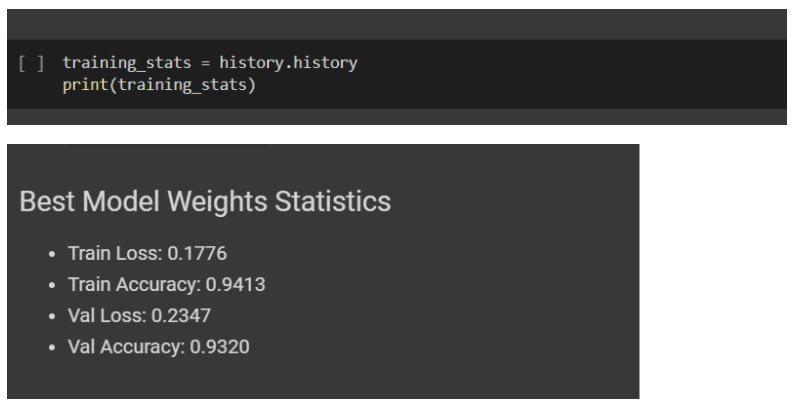 [ ] training_stats = history.history
print(training_stats)
Best Model Weights Statistics
• Train Loss: 0.1776
• Train Accuracy: 0.9413
• Val Loss: 0.2347
• Val Accuracy: 0.9320